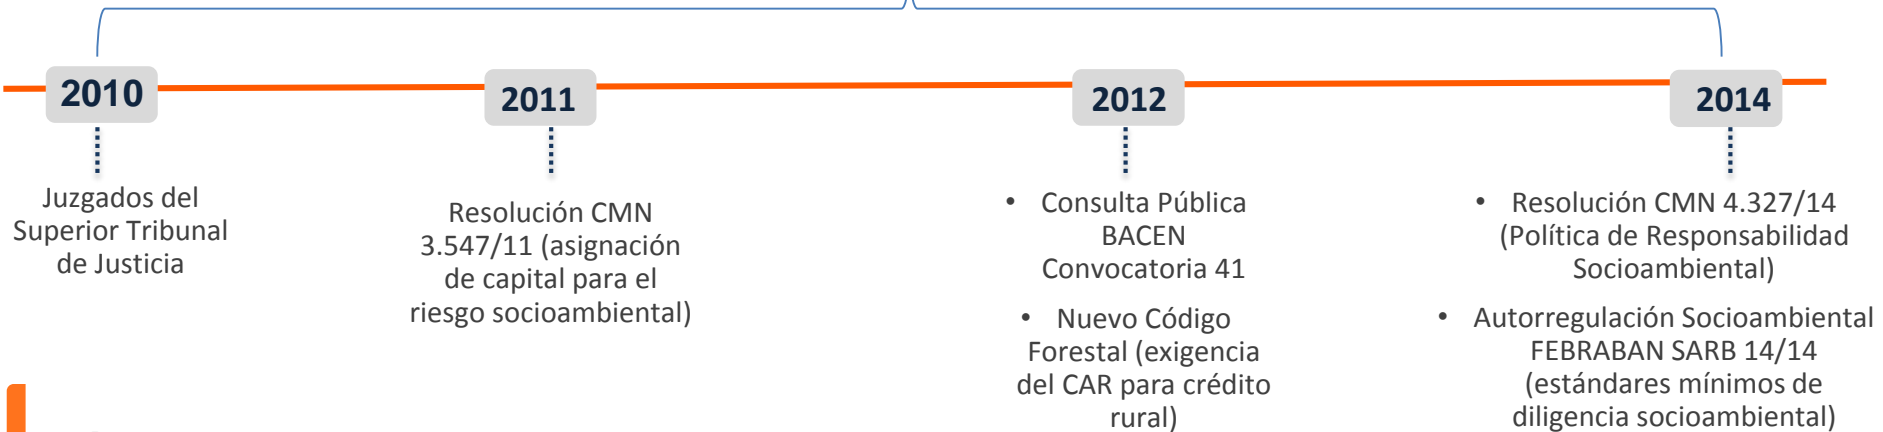 2010
Juzgados del
Superior Tribunal
de Justicia
2011
Resolución CMN
3.547/11 (asignación
de capital para el
riesgo socioambiental)
2012
• Consulta Pública
BACEN
Convocatoria 41
• Nuevo Código
Forestal (exigencia
del CAR para crédito
rural)
2014
• Resolución CMN 4.327/14
(Política de Responsabilidad
Socioambiental)
• Autorregulación Socioambiental
FEBRABAN SARB 14/14
(estándares mínimos de
diligencia socioambiental)